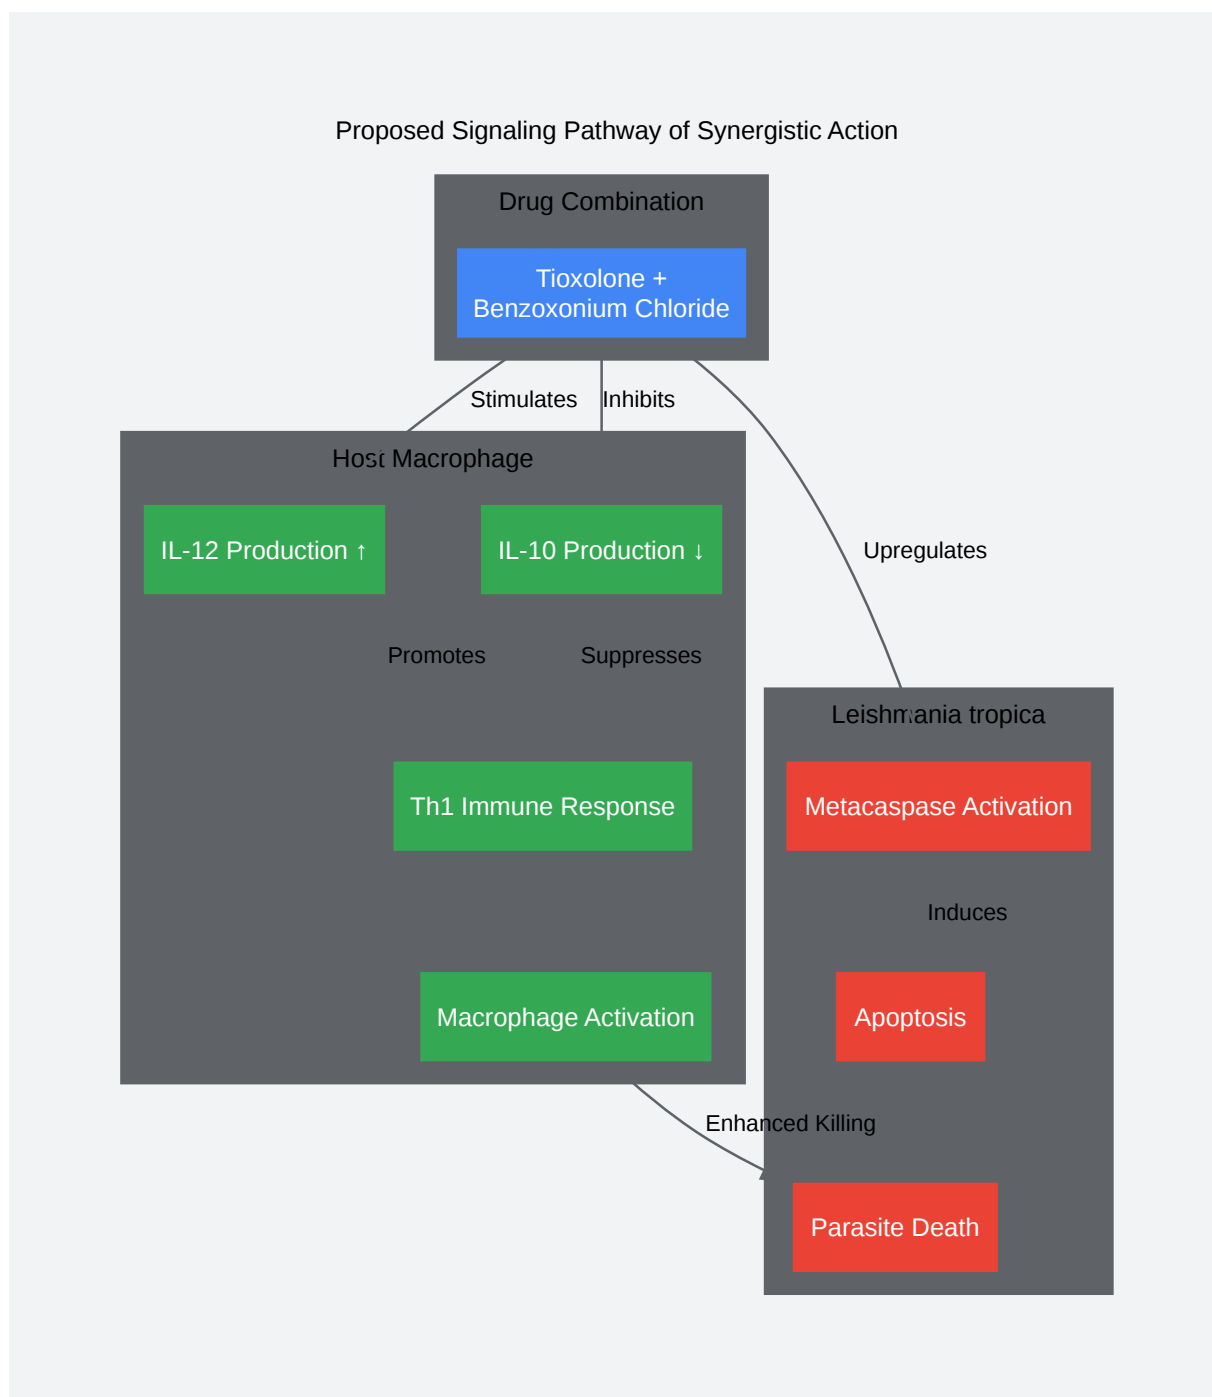 Proposed Signaling Pathway of Synergistic Action
Drug Combination
Tioxolone +
Benzoxonium Chloride
Stimulates
Inhibits
Host Macrophage
IL-12 Production ↑
IL-10 Production ↓
Upregulates
Promotes
Suppresses
Leishmania tropica
Th1 Immune Response
Metacaspase Activation
Induces
Macrophage Activation
Apoptosis
Enhanced Killing
Parasite Death